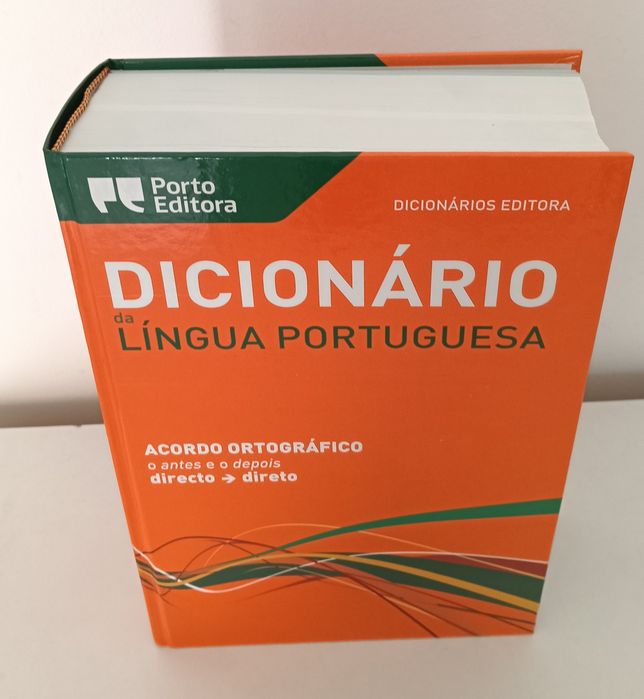 Porto
Editora
DICIONÁRIOS EDITORA
DICIONÁRIO
da
LÍNGUA PORTUGUESA
ACORDO ORTOGRÁFICO
o antes e o depois
directo → direto